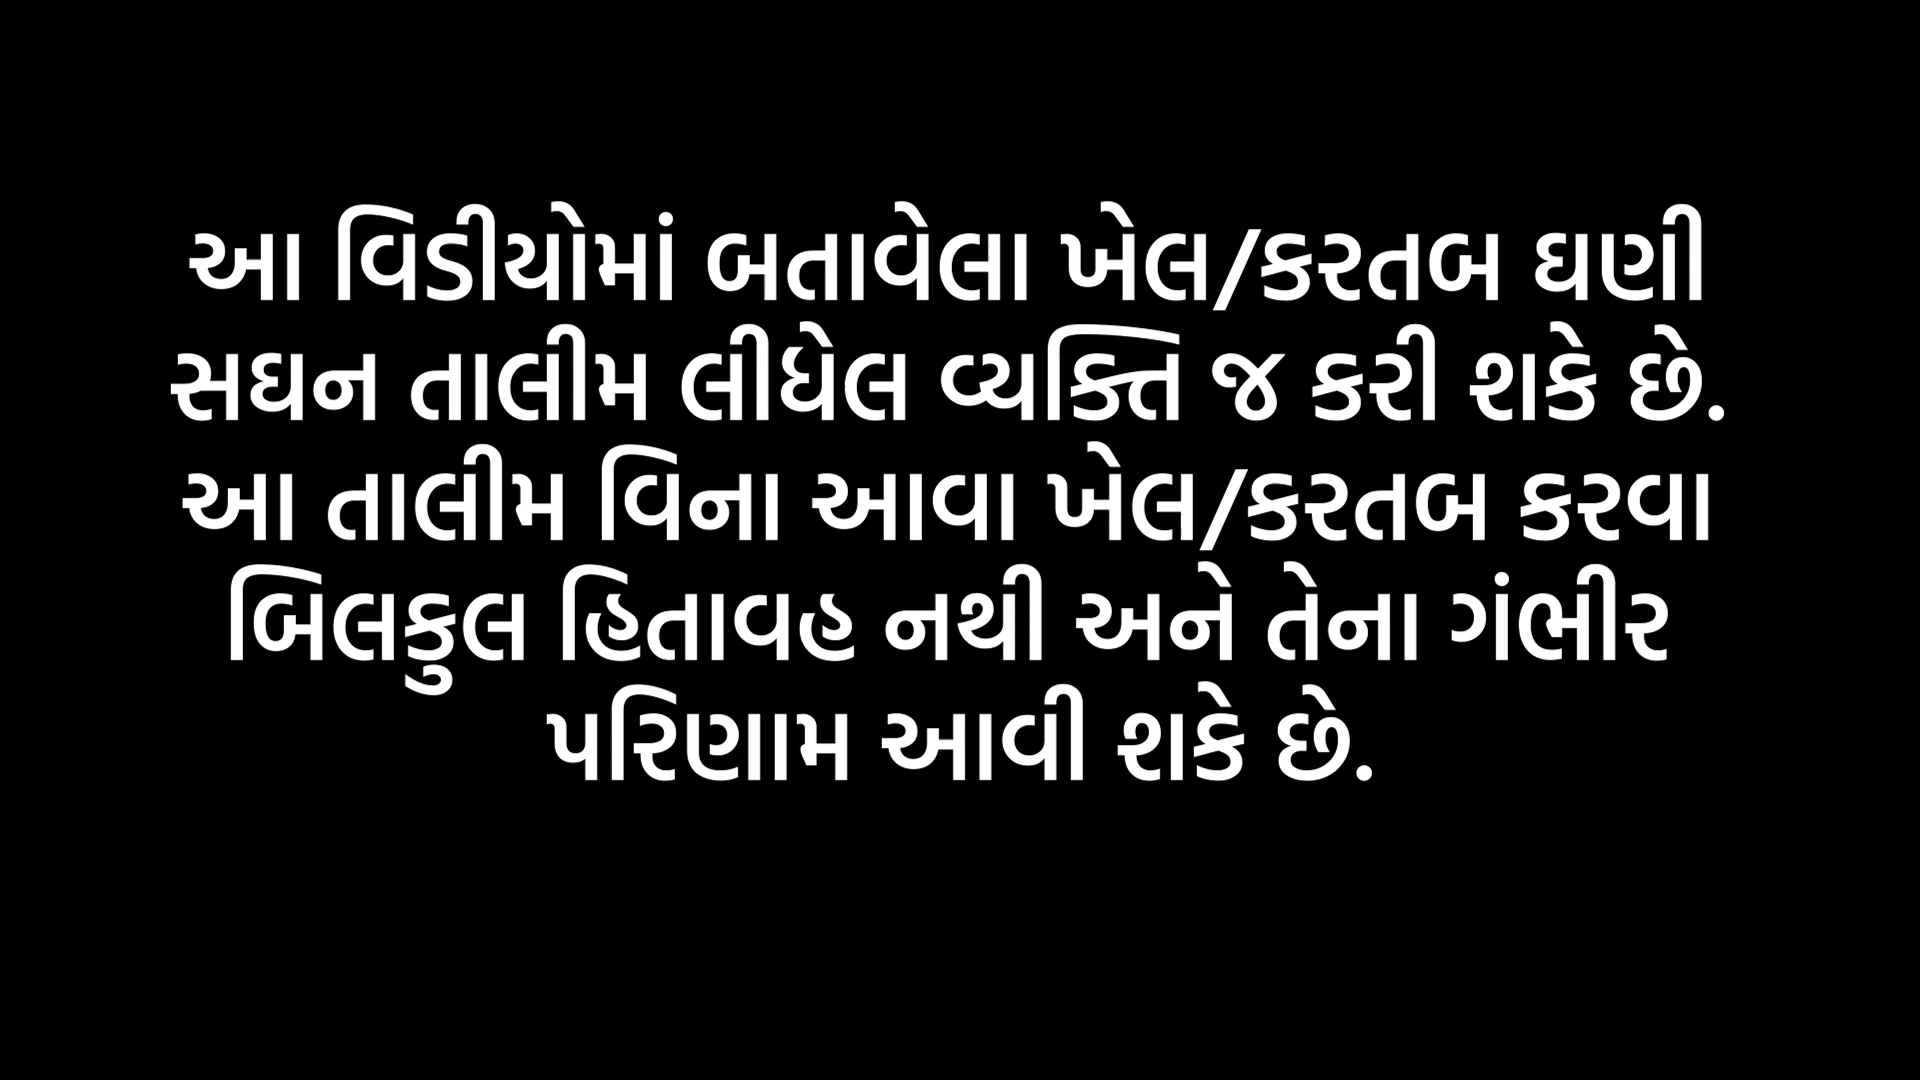 આ વિડીયોમાં બતાવેલા ખેલ/કરતબ ઘણી
સઘન તાલીમ લીધેલ વ્યક્તિ જ કરી શકે છે.
આ તાલીમ વિના આવા ખેલ/કરતબ કરવા
બિલકુલ હિતાવહ નથી અને તેના ગંભીર
પરિણામ આવી શકે છે.